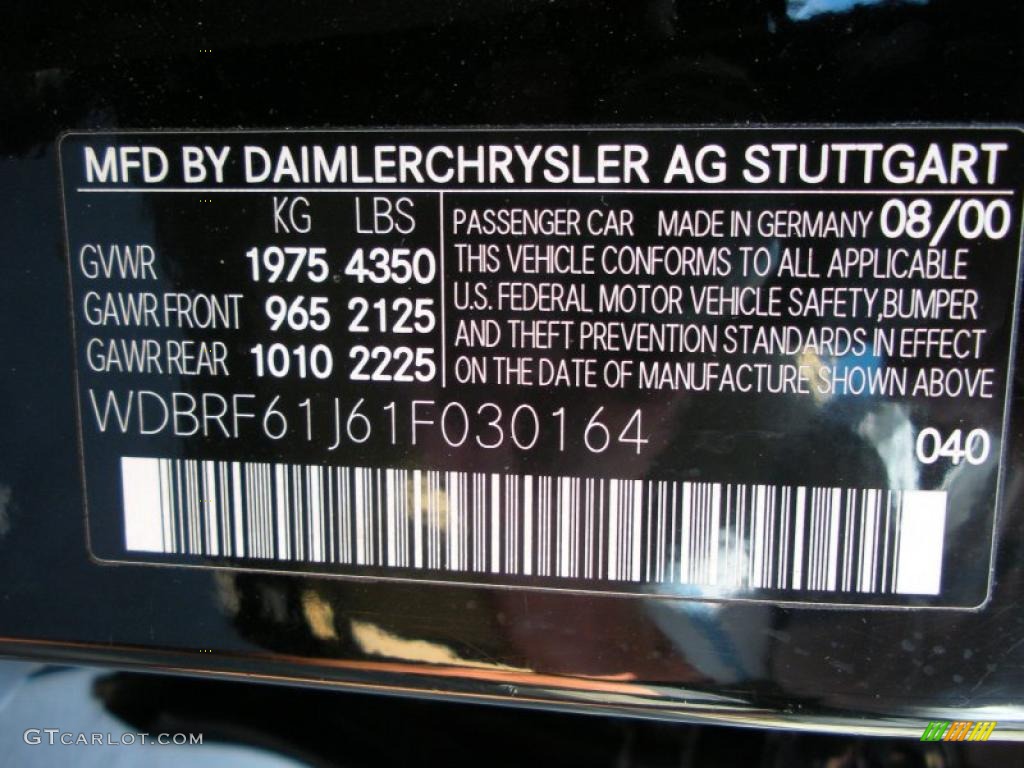 MFD BY DAIMLERCHRYSLER AG STUTTGART
KG LBS
GVWR 1975 4350
GAWR FRONT 965 2125
GAWR REAR 1010 2225
PASSENGER CAR MADE IN GERMANY 08/00
THIS VEHICLE CONFORMS TO ALL APPLICABLE
U.S. FEDERAL MOTOR VEHICLE SAFETY,BUMPER
AND THEFT PREVENTION STANDARDS IN EFFECT
ON THE DATE OF MANUFACTURE SHOWN ABOVE
WDBRF61J61F030164
040
GTCARLOT.COM